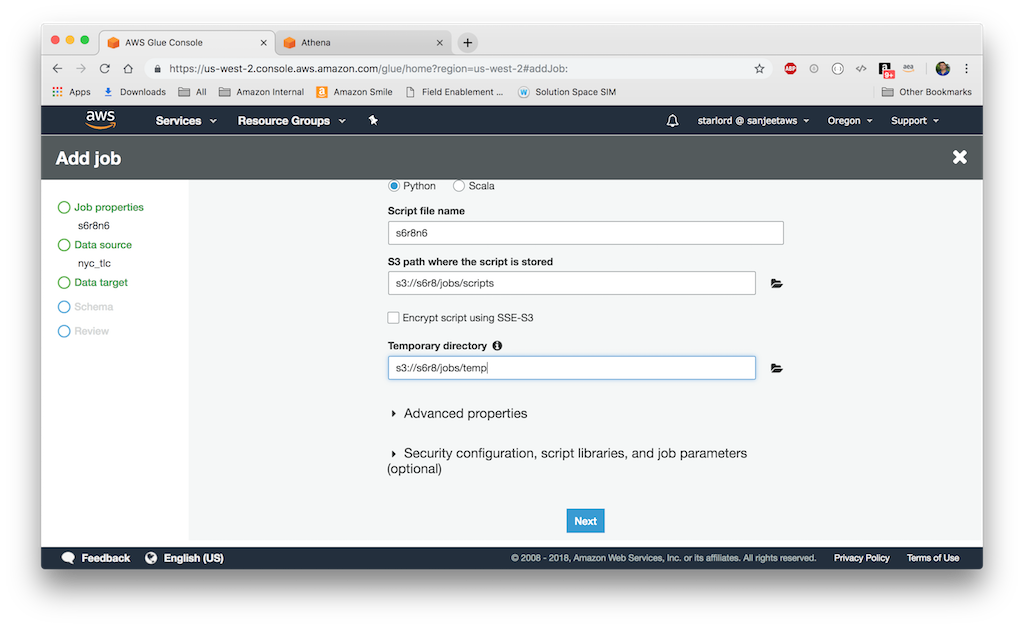 AWS Glue Console
Athena
https://us-west-2.console.aws.amazon.com/glue/home?region=us-west-2#addJob:
ABP
a
g+
aea
Apps
Downloads
All
Amazon Internal
a
Amazon Smile
Field Enablement ...
W
Solution Space SIM
Other Bookmarks
aws
Services
Resource Groups
starlord @ sanjeetaws
Oregon
Support
Add job
Job properties
s6r8n6
Data source
nyc_tlc
Data target
Schema
Review
Python
Scala
Script file name
s6r8n6
S3 path where the script is stored
s3://s6r8/jobs/scripts
Encrypt script using SSE-S3
Temporary directory
s3://s6r8/jobs/temp
Advanced properties
Security configuration, script libraries, and job parameters
(optional)
Next
Feedback
English (US)
© 2008 - 2018, Amazon Web Services, Inc. or its affiliates. All rights reserved.
Privacy Policy
Terms of Use